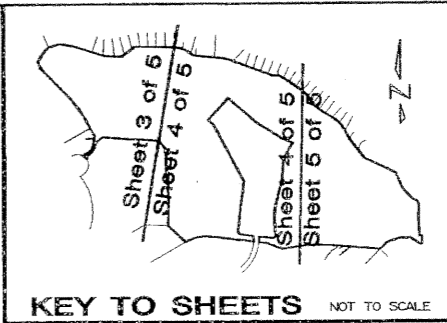 Sheet 3 of 5
Sheet 4 of 5
Sheet 4 of 5
Sheet 5 of 5
N
KEY TO SHEETS NOT TO SCALE